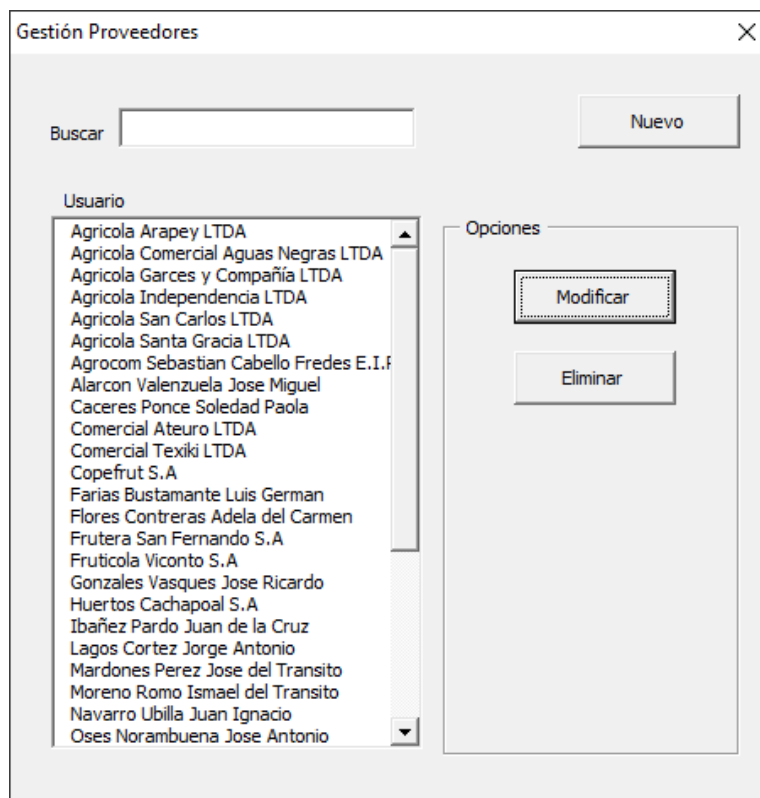 Gestión Proveedores
Buscar
Nuevo
Usuario
Agricola Arapey LTDA
Agricola Comercial Aguas Negras LTDA
Agricola Garces y Compañía LTDA
Agricola Independencia LTDA
Agricola San Carlos LTDA
Agricola Santa Gracia LTDA
Agrocom Sebastian Cabello Fredes E.I.
Alarcon Valenzuela Jose Miguel
Caceres Ponce Soledad Paola
Comercial Ateuro LTDA
Comercial Texiki LTDA
Copefrut S.A
Farias Bustamante Luis German
Flores Contreras Adela del Carmen
Frutera San Fernando S.A
Fruticola Viconto S.A
Gonzales Vasques Jose Ricardo
Huertos Cachapoal S.A
Ibañez Pardo Juan de la Cruz
Lagos Cortez Jorge Antonio
Mardones Perez Jose del Transito
Moreno Romo Ismael del Transito
Navarro Ubilla Juan Ignacio
Oses Norambuena Jose Antonio
Opciones
Modificar
Eliminar